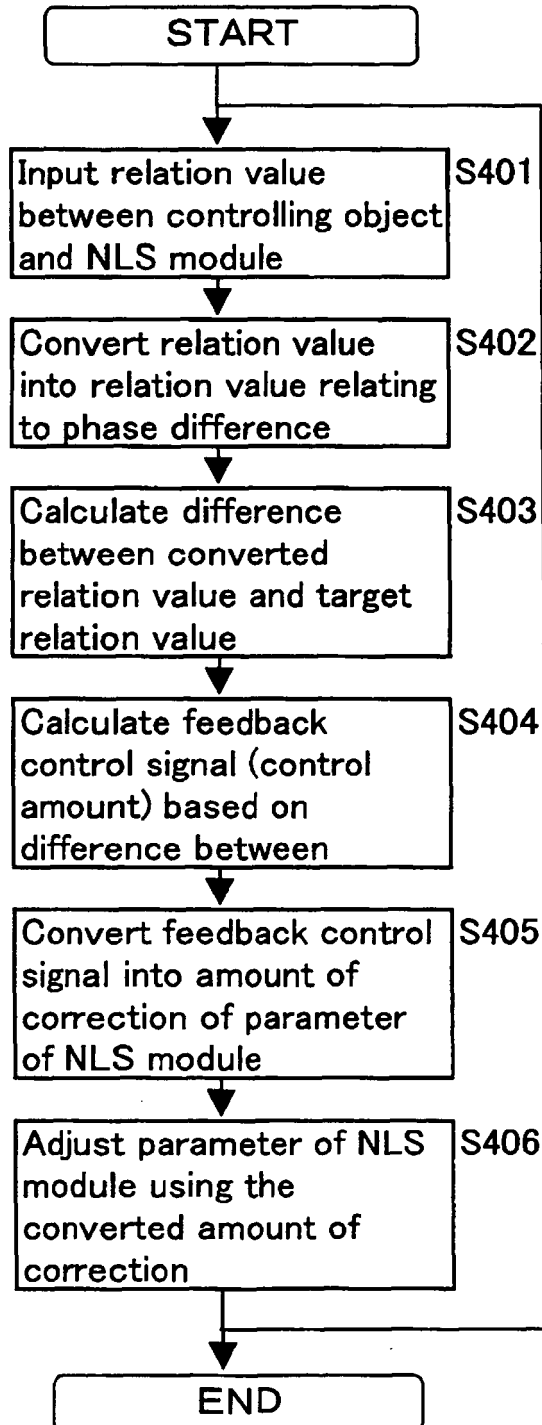 START
Input relation value
between controlling object
and NLS module
S401
Convert relation value
into relation value relating
to phase difference
S402
Calculate difference
between converted
relation value and target
relation value
S403
Calculate feedback
control signal (control
amount) based on
difference between
S404
Convert feedback control
signal into amount of
correction of parameter
of NLS module
S405
Adjust parameter of NLS
module using the
converted amount of
correction
S406
END